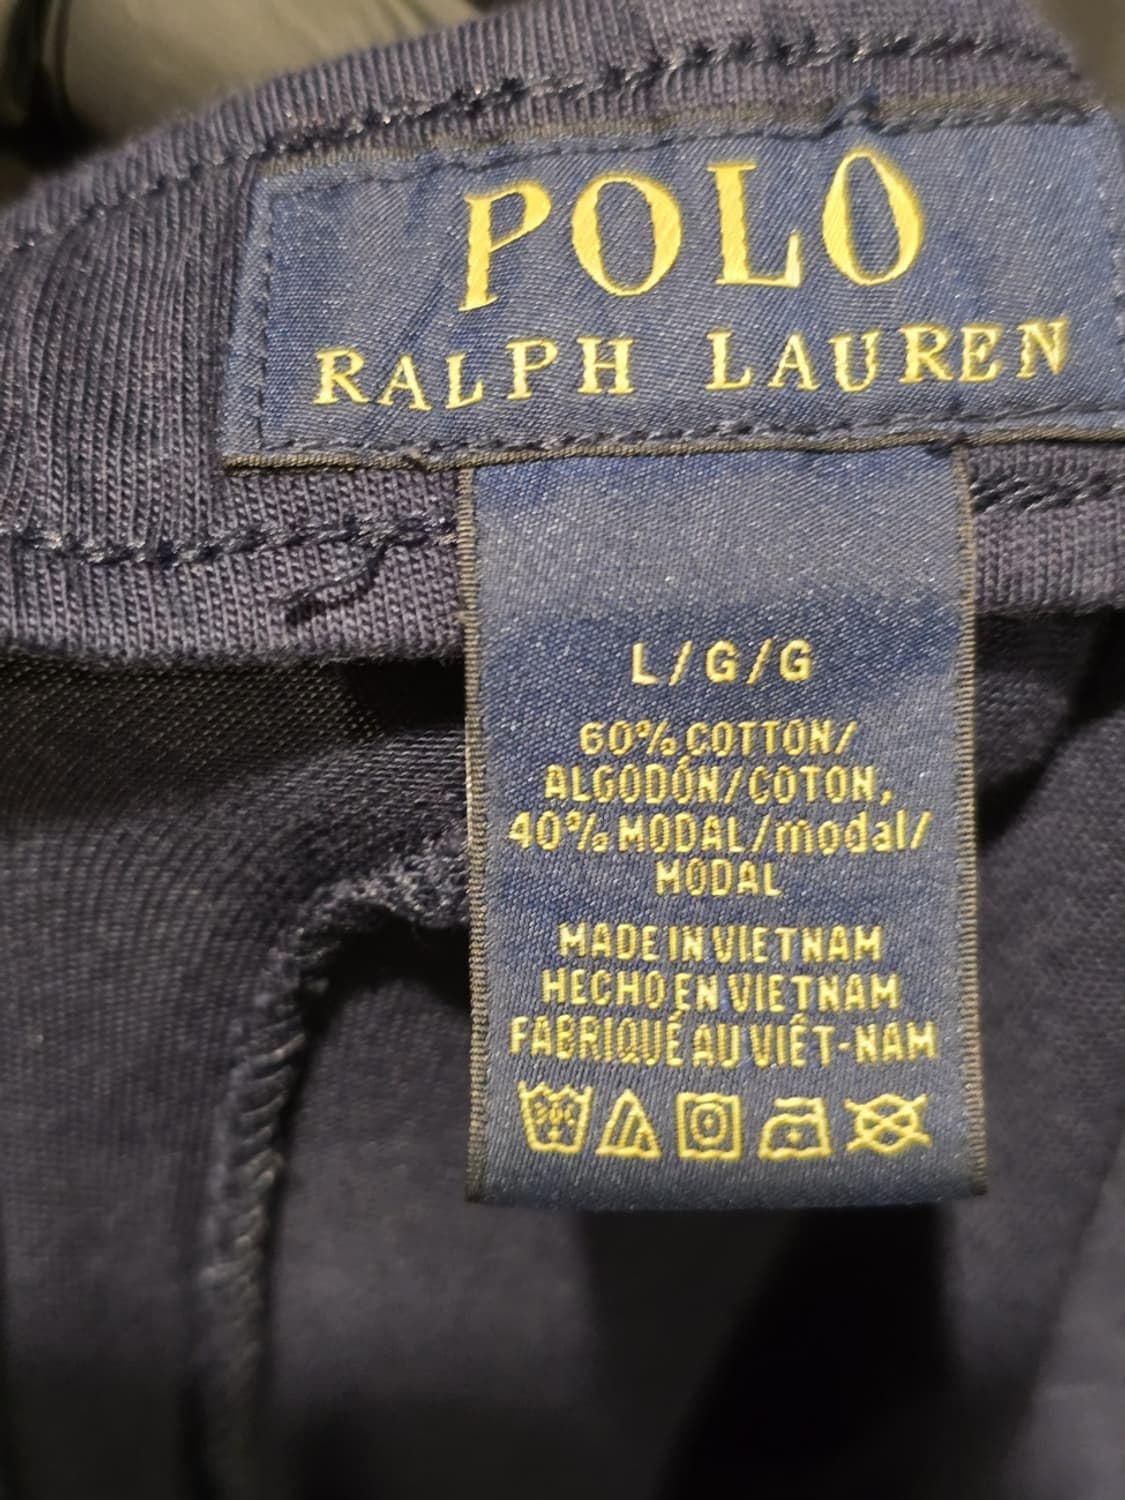 POLO
RALPH LAUREN
L/G/G
60% COTTON/
ALGODÓN/COTON,
40% MODAL/modal/
MODAL
MADE IN VIETNAM
HECHO EN VIETNAM
FABRIQUÉ AU VIÊT-NAM